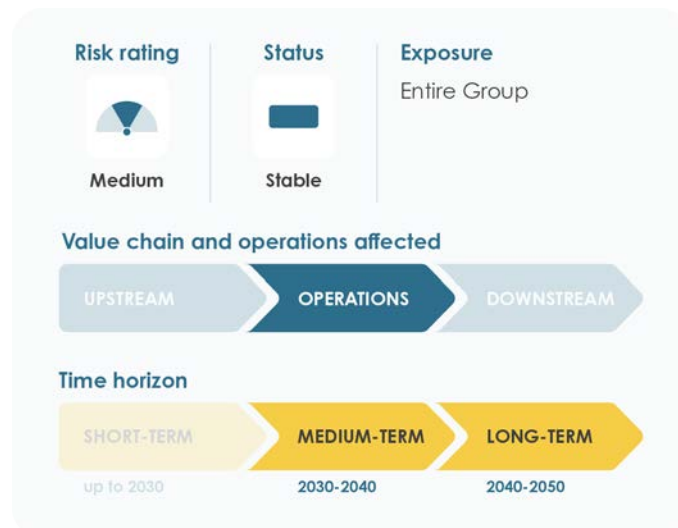 Risk rating
Status
Exposure
Entire Group
Medium
Stable
Value chain and operations affected
UPSTREAM
OPERATIONS
DOWNSTREAM
Time horizon
SHORT-TERM
MEDIUM-TERM
LONG-TERM
up to 2030
2030-2040
2040-2050